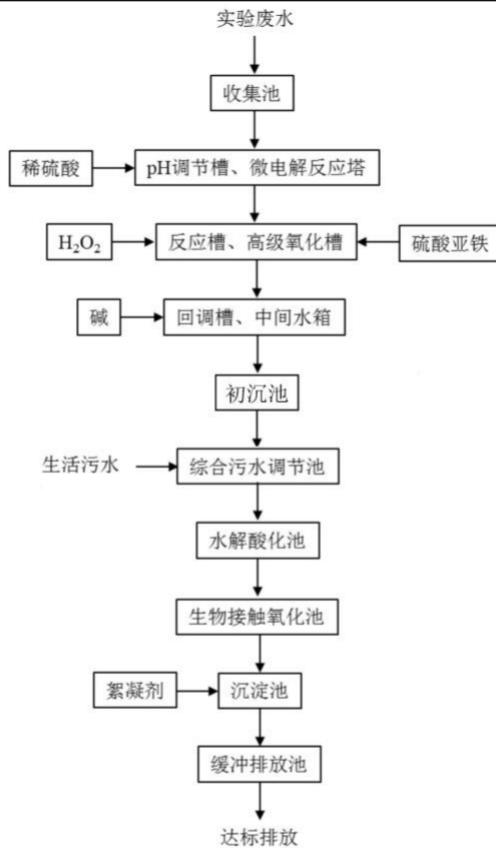 实验废水
收集池
稀硫酸
pH调节槽、微电解反应塔
H₂O₂
反应槽、高级氧化槽
硫酸亚铁
碱
回调槽、中间水箱
初沉池
生活污水
综合污水调节池
水解酸化池
生物接触氧化池
絮凝剂
沉淀池
缓冲排放池
达标排放